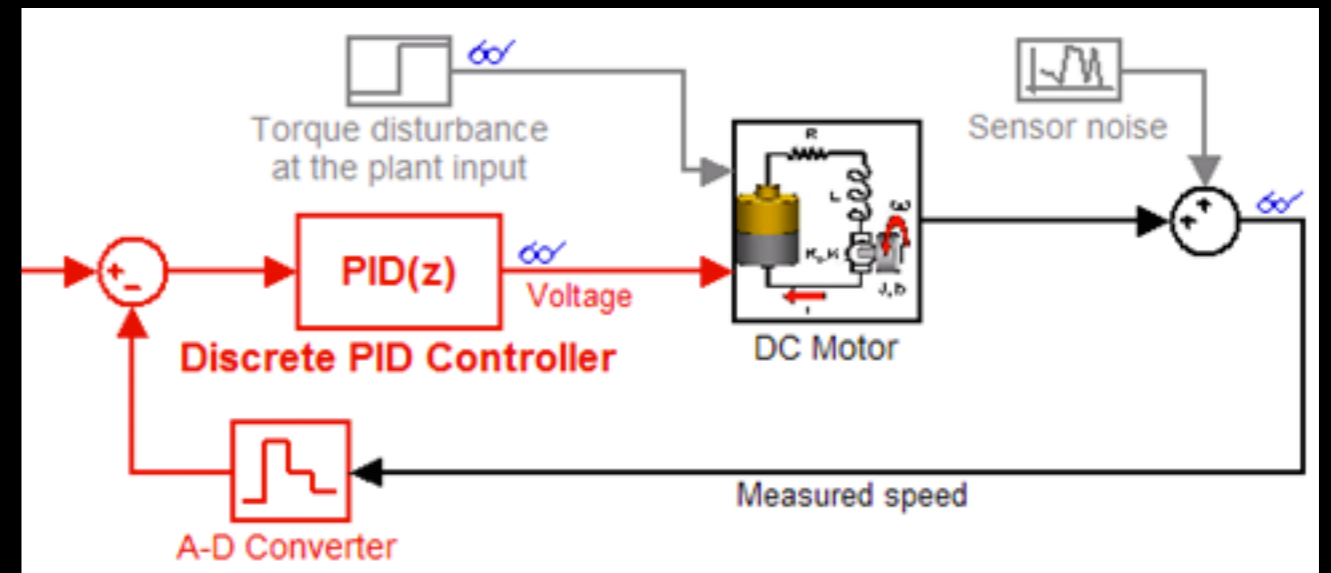 Torque disturbance
at the plant input
Sensor noise
R
L
ω
J,b
i
DC Motor
PID(z)
Voltage
Discrete PID Controller
Measured speed
A-D Converter